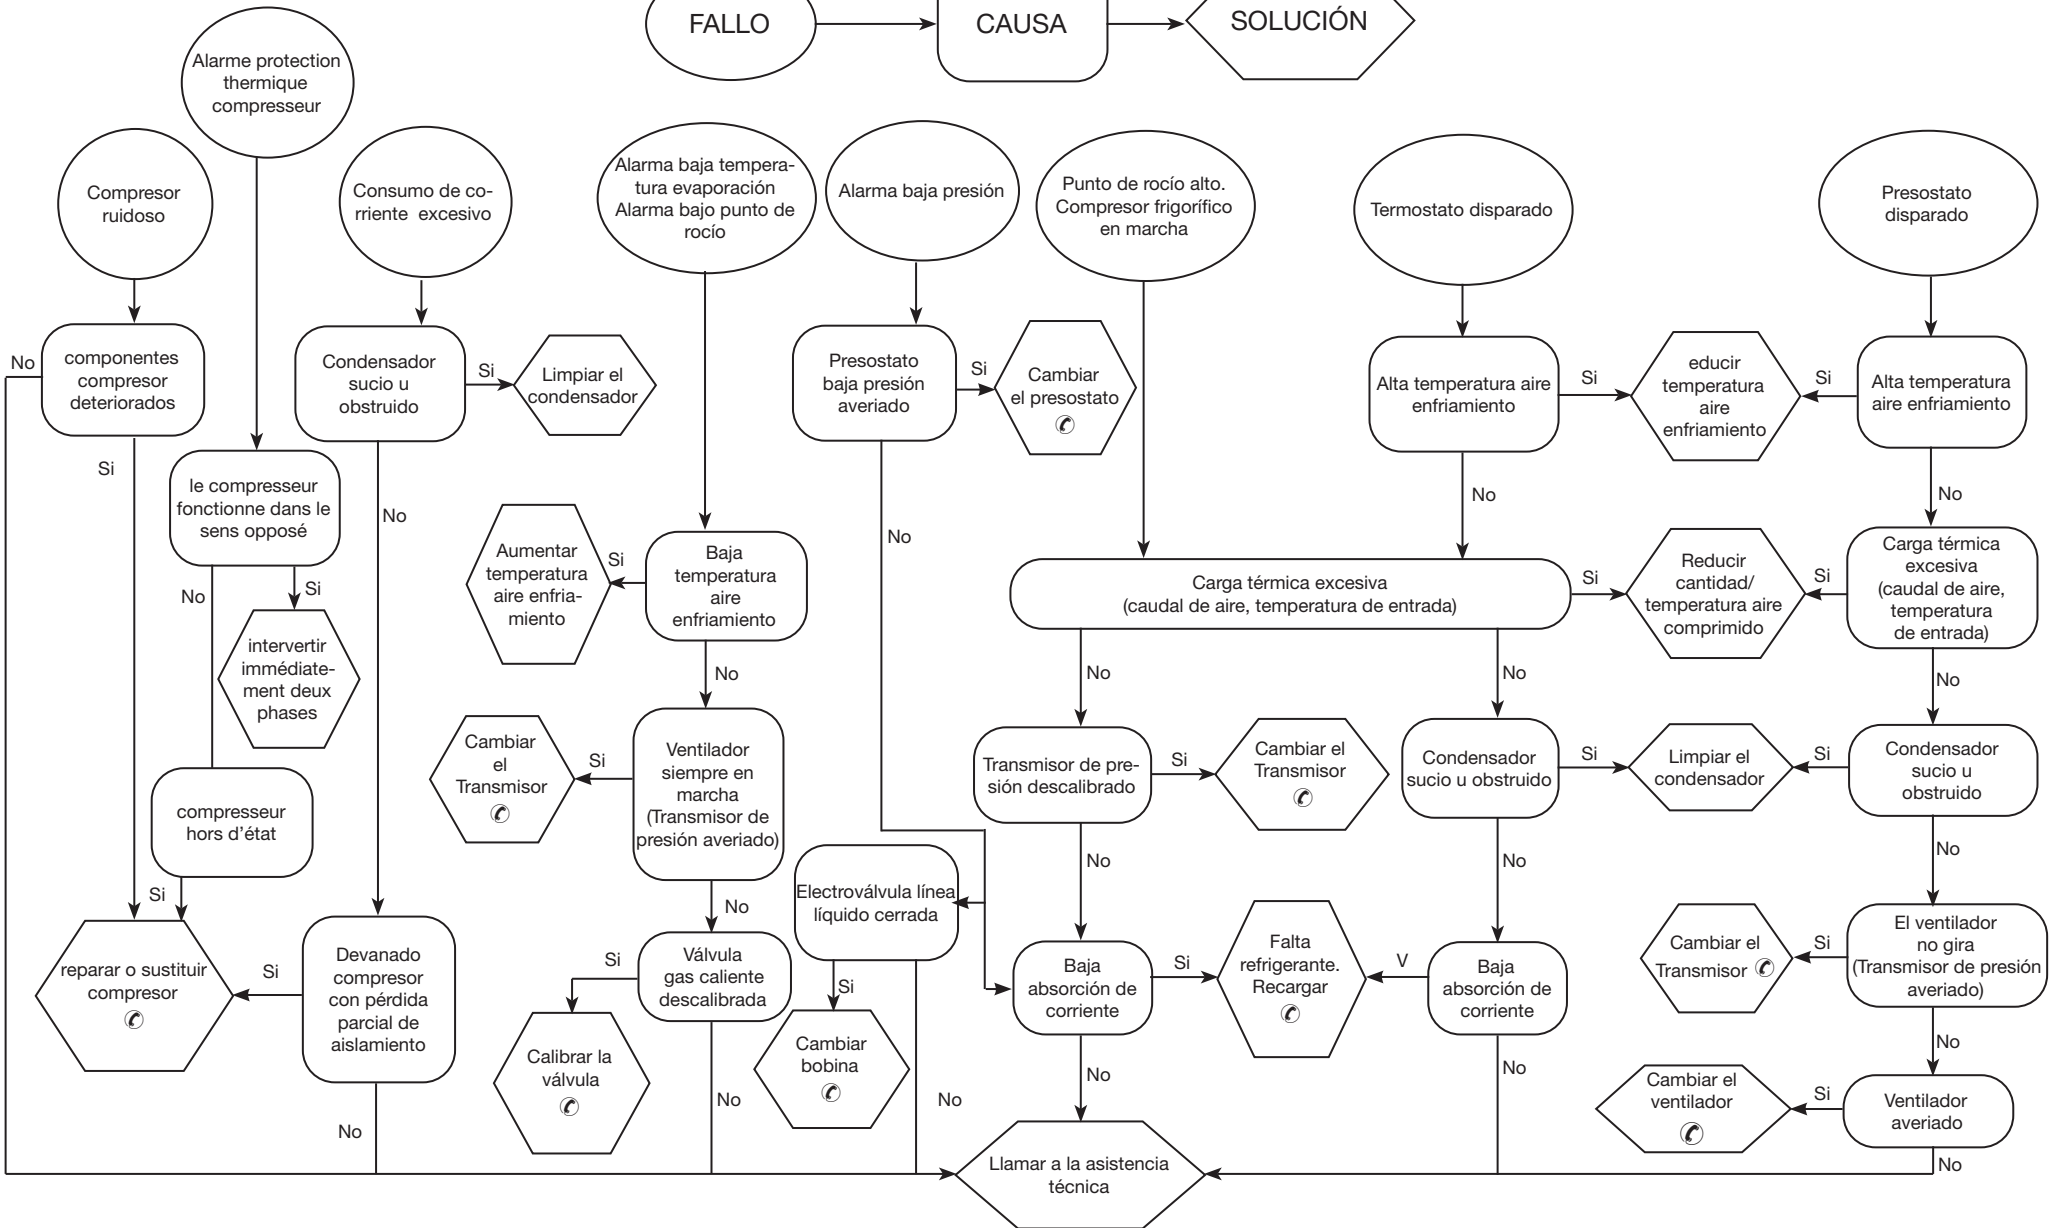 FALLO
CAUSA
SOLUCIÓN
Alarme protection
thermique
compresseur
Compresor
ruidoso
Consumo de co-
rriente excesivo
Alarma baja tempera-
tura evaporación
Alarma bajo punto de
rocío
Alarma baja presión
Punto de rocío alto.
Compresor frigorífico
en marcha
Termostato disparado
Presostato
disparado
No
componentes
compresor
deteriorados
Si
Condensador
sucio u
obstruido
Si
Limpiar el
condensador
No
Presostato
baja presión
averiado
Si
Cambiar
el presostato
No
Alta temperatura aire
enfriamiento
Si
educir
temperatura
aire
enfriamiento
Si
Alta temperatura
aire enfriamiento
No
No
le compresseur
fonctionne dans le
sens opposé
No
Si
intervertir
immédiate-
ment deux
phases
compresseur
hors d'état
Si
Aumentar
temperatura
aire enfria-
miento
Si
Baja
temperatura
aire
enfriamiento
No
Carga térmica excesiva
(caudal de aire, temperatura de entrada)
Si
Reducir
cantidad/
temperatura aire
comprimido
Si
Carga térmica
excesiva
(caudal de aire,
temperatura
de entrada)
No
No
No
Cambiar
el
Transmisor
Si
Ventilador
siempre en
marcha
(Transmisor de
presión averiado)
No
Transmisor de pre-
sión descalibrado
Si
Cambiar el
Transmisor
No
Condensador
sucio u obstruido
Si
Limpiar el
condensador
Si
Condensador
sucio u
obstruido
No
No
Electroválvula línea
líquido cerrada
Si
No
reparar o sustituir
compresor
Si
Devanado
compresor
con pérdida
parcial de
aislamiento
No
Si
Válvula
gas caliente
descalibrada
No
Calibrar la
válvula
Cambiar
bobina
Baja
absorción de
corriente
Si
Falta
refrigerante.
Recargar
V
Baja
absorción de
corriente
No
No
Cambiar el
Transmisor
Si
El ventilador
no gira
(Transmisor de presión
averiado)
No
Cambiar el
ventilador
Si
Ventilador
averiado
No
Llamar a la asistencia
técnica